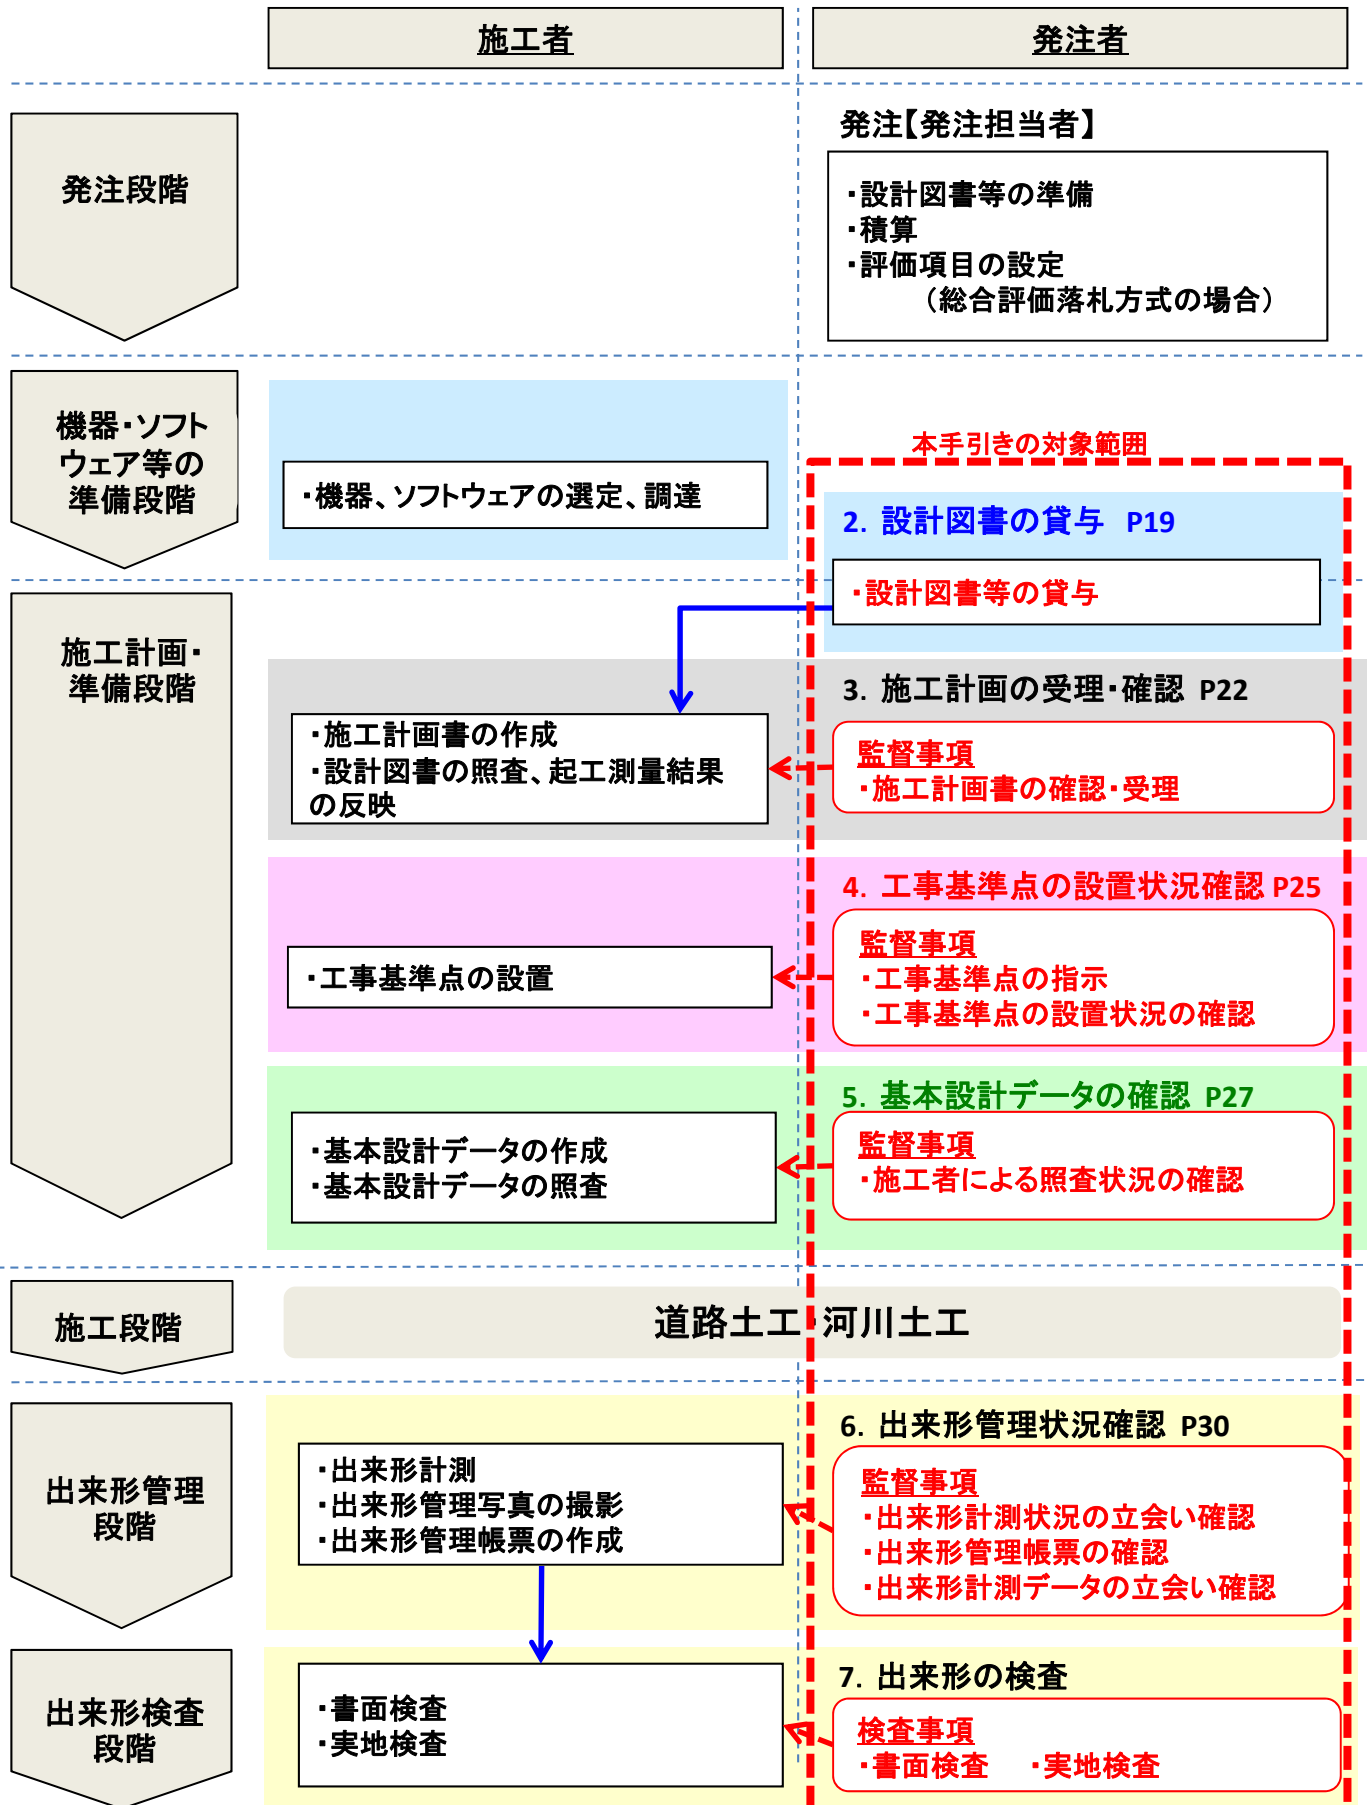 施工者
発注者
発注段階
発注【発注担当者】
・設計図書等の準備
・積算
・評価項目の設定
（総合評価落札方式の場合）
機器・ソフト
ウェア等の
準備段階
・機器、ソフトウェアの選定、調達
本手引きの対象範囲
2. 設計図書の貸与 P19
・設計図書等の貸与
施工計画・
準備段階
・施工計画書の作成
・設計図書の照査、起工測量結果
の反映
3. 施工計画の受理・確認 P22
監督事項
・施工計画書の確認・受理
・工事基準点の設置
4. 工事基準点の設置状況確認 P25
監督事項
・工事基準点の指示
・工事基準点の設置状況の確認
・基本設計データの作成
・基本設計データの照査
5. 基本設計データの確認 P27
監督事項
・施工者による照査状況の確認
施工段階
道路土工・河川土工
出来形管理
段階
・出来形計測
・出来形管理写真の撮影
・出来形管理帳票の作成
6. 出来形管理状況確認 P30
監督事項
・出来形計測状況の立会い確認
・出来形管理帳票の確認
・出来形計測データの立会い確認
出来形検査
段階
・書面検査
・実地検査
7. 出来形の検査
検査事項
・書面検査 ・実地検査